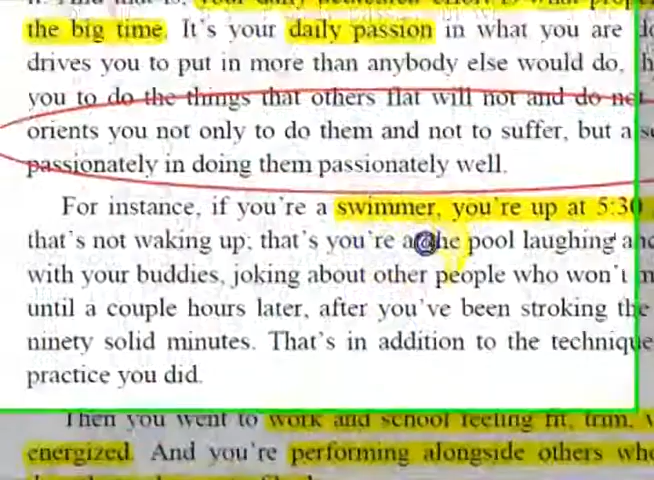 the big time. It's your daily passion in what you are
drives you to put in more than anybody else would do,
you to do the things that others flat will not and do not
orients you not only to do them and not to suffer, but
passionately in doing them passionately well.
For instance, if you're a swimmer, you're up at 5:30
that's not waking up; that's you're at the pool laughing and
with your buddies, joking about other people who won't
until a couple hours later, after you've been stroking the
ninety solid minutes. That's in addition to the technique
practice you did.
Then you went to work and school feeling fit, trim,
energized. And you're performing alongside others who